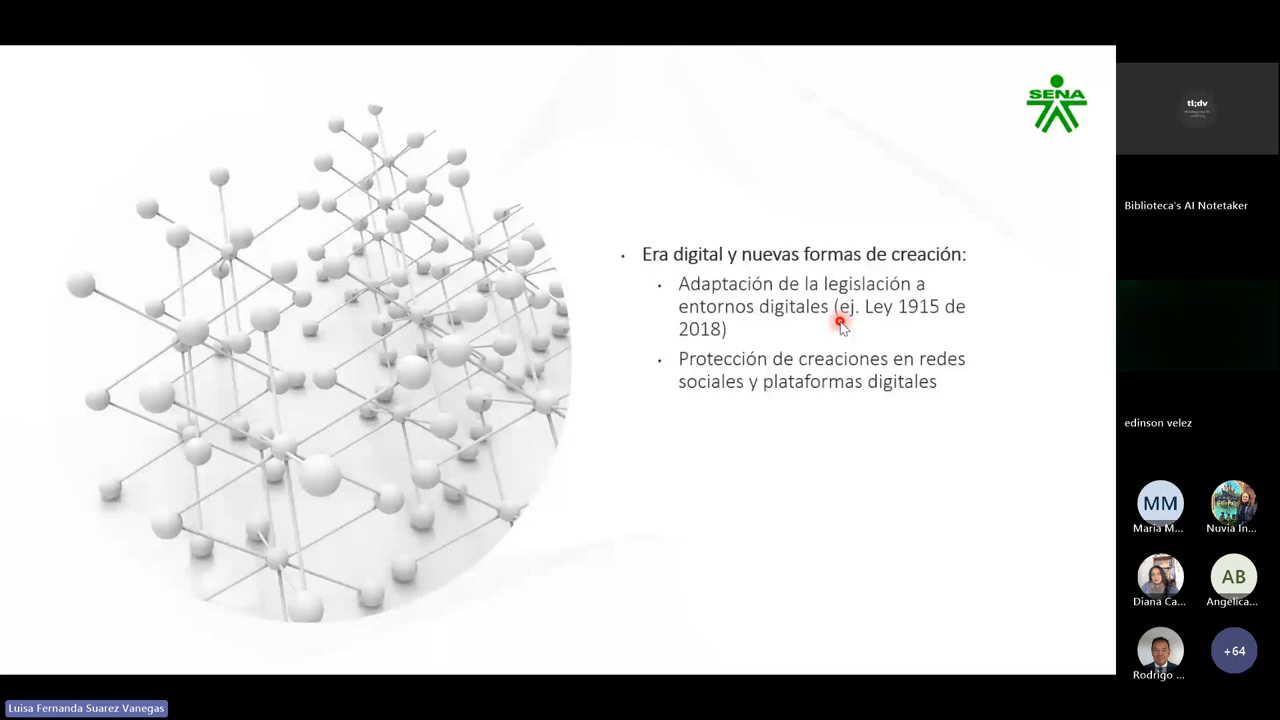 SENA
• Era digital y nuevas formas de creación:
• Adaptación de la legislación a
entornos digitales (ej. Ley 1915 de
2018)
• Protección de creaciones en redes
sociales y plataformas digitales
tl;dv
Biblioteca's AI Notetaker
edinson velez
MM
Maria M...
Nuvia In...
Diana Ca...
AB
Angelica...
Rodrigo ...
+64
Luisa Fernanda Suarez Vanegas